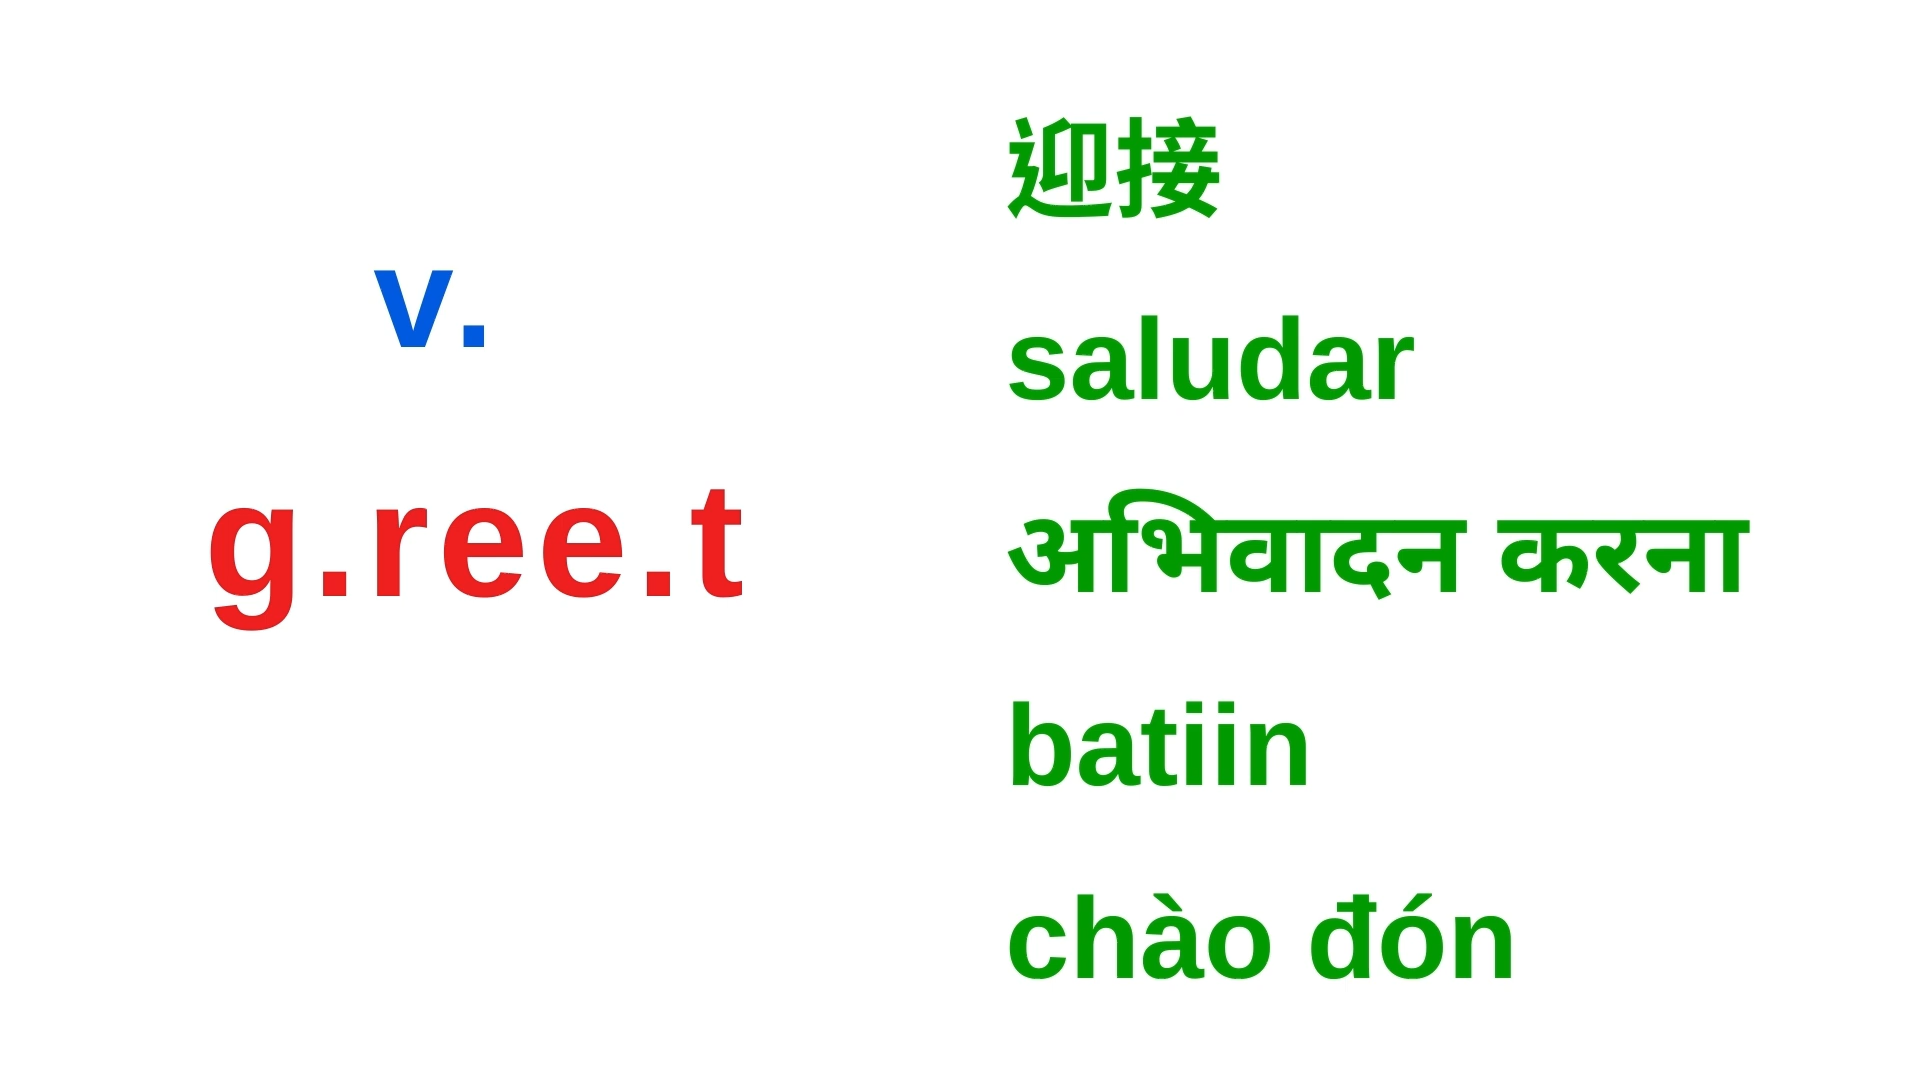 v.
g.ree.t
迎接
saludar
अभिवादन करना
batiin
chào đón